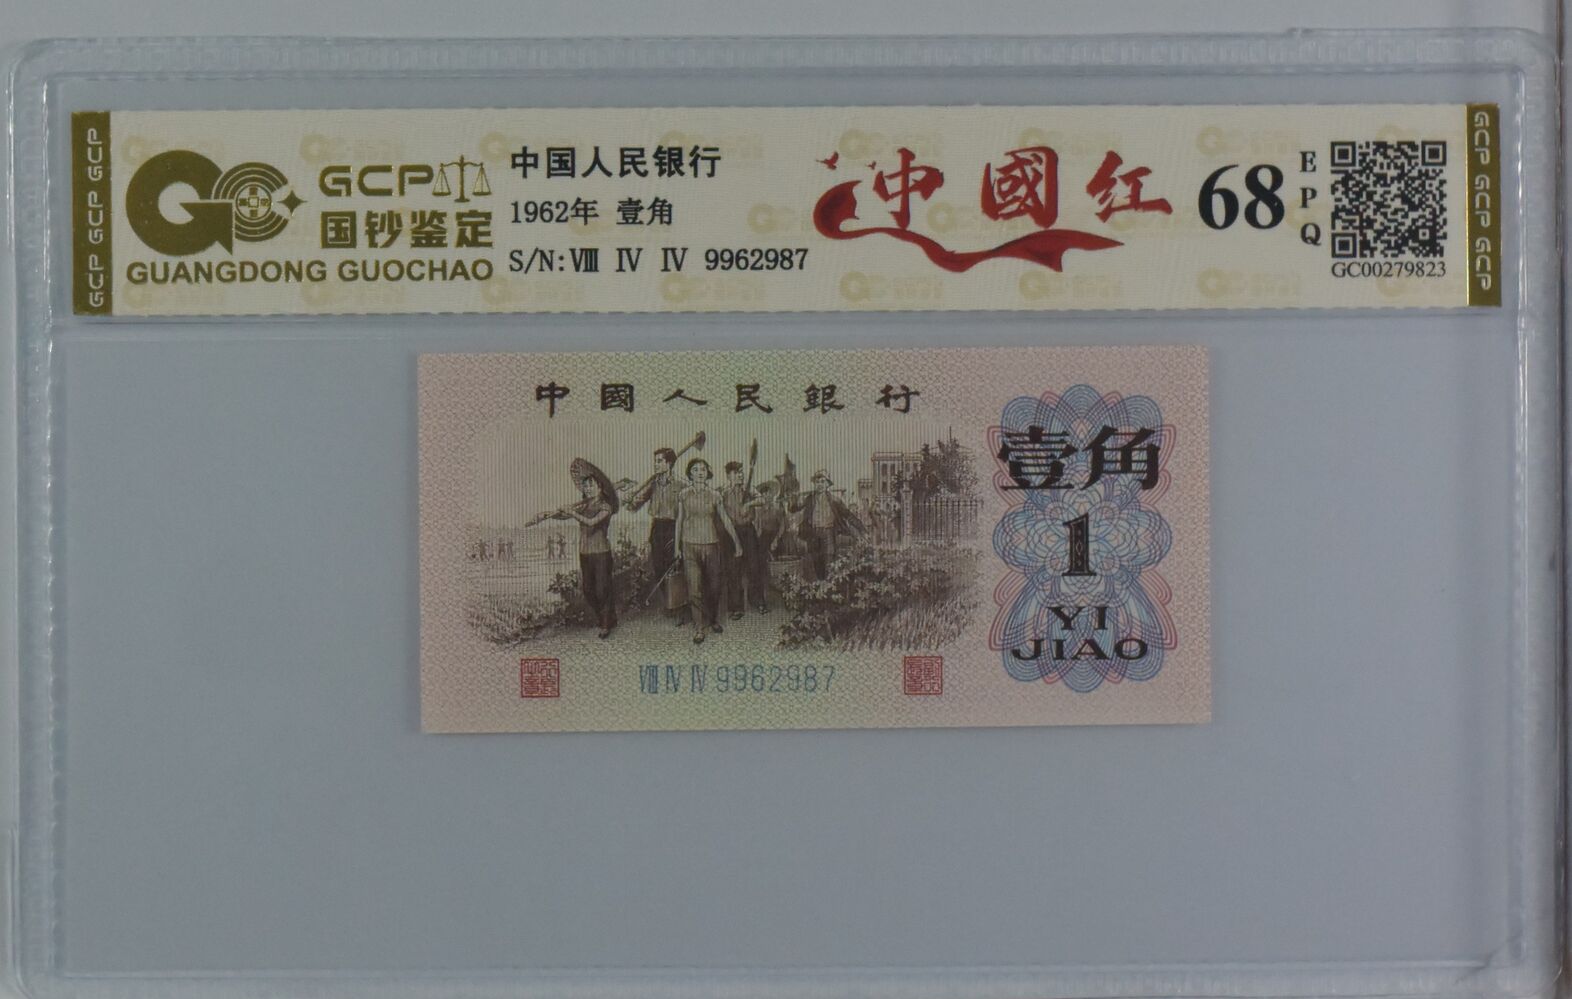 GCP GCP GCP
GCP
国钞鉴定
GUANGDONG GUOCHAO
中国人民银行
1962年 壹角
S/N:Ⅷ Ⅳ Ⅳ 9962987
中國红
68
EPQ
GC00279823
GCP GCP GCP
中國人民銀行
壹角
1
YI
JIAO
Ⅷ Ⅳ Ⅳ 9962987